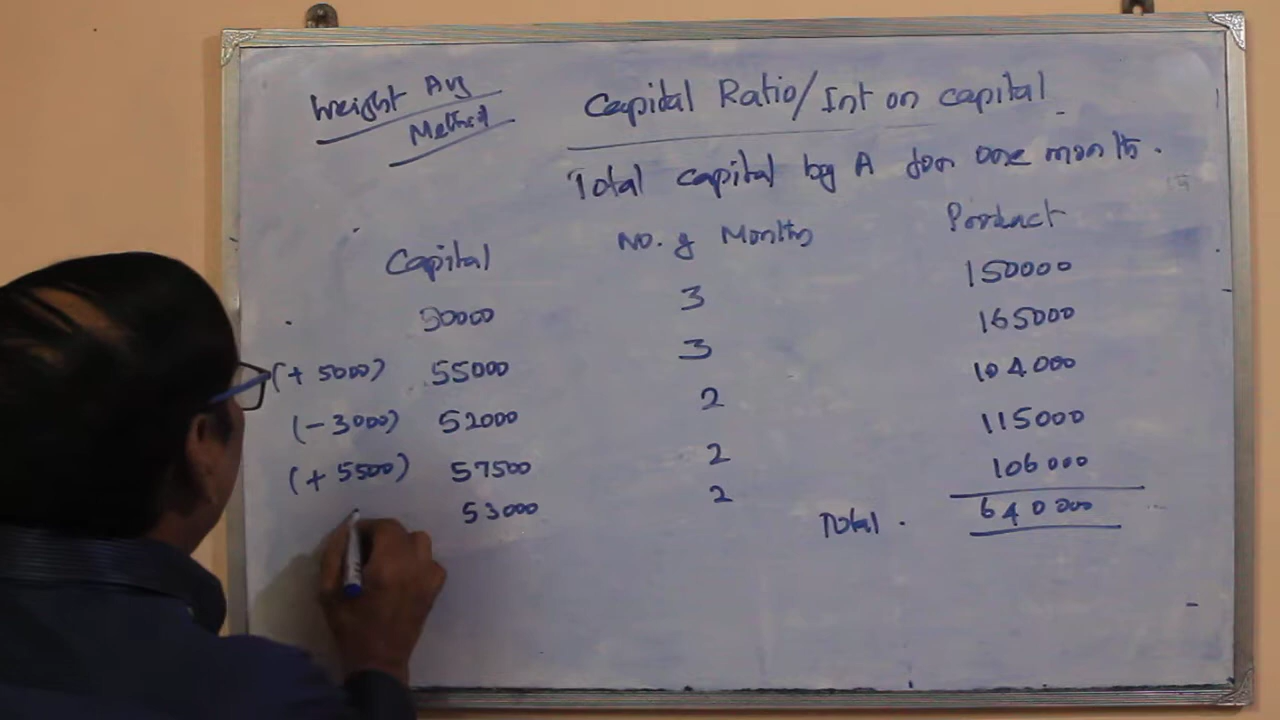 Weight Avg
Method
Capital Ratio/Int on capital
Total capital by A for one month.
Capital No. of Months Product
50000 3 150000
(+ 5000) 55000 3 165000
(- 3000) 52000 2 104000
(+ 5500) 57500 2 115000
53000 2 106000
Total. 640000